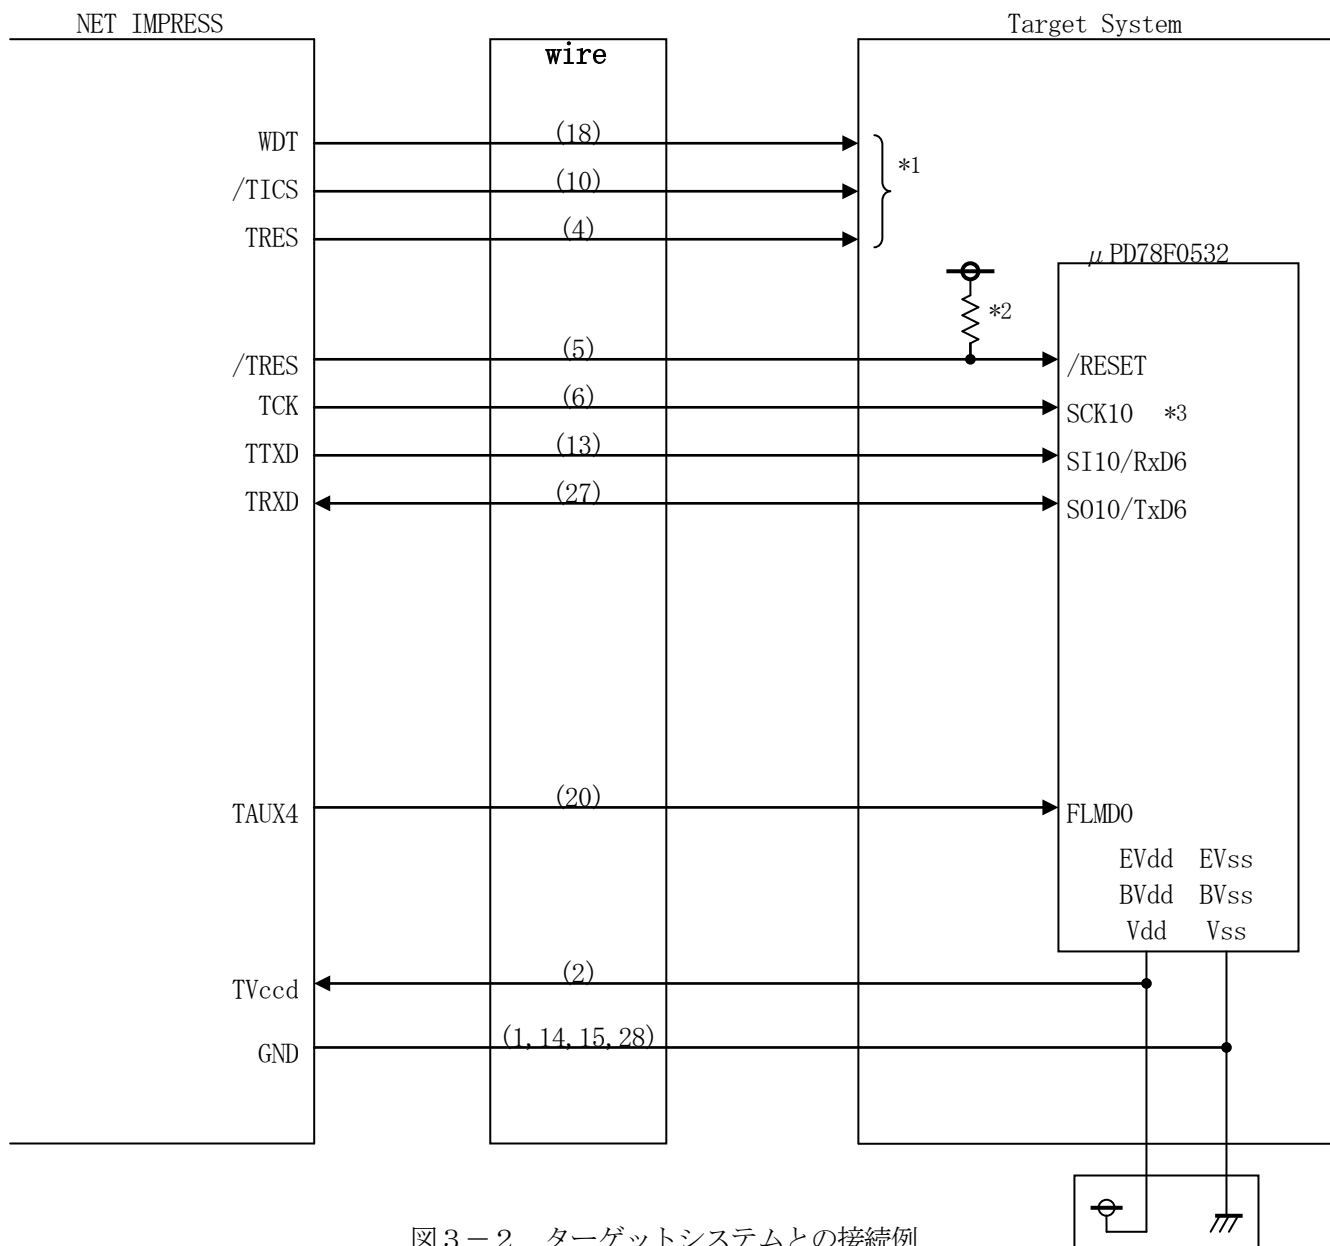 NET IMPRESS
Target System
wire
WDT (18)
*1
/TICS (10)
TRES (4)
μPD78F0532
*2
/TRES (5) /RESET
TCK (6) SCK10 *3
TTXD (13) SI10/RxD6
TRXD (27) SO10/TxD6
TAUX4 (20) FLMD0
EVdd EVss
BVdd BVss
Vdd Vss
TVccd (2)
GND (1,14,15,28)
図3－2 ターゲットシステムとの接続例